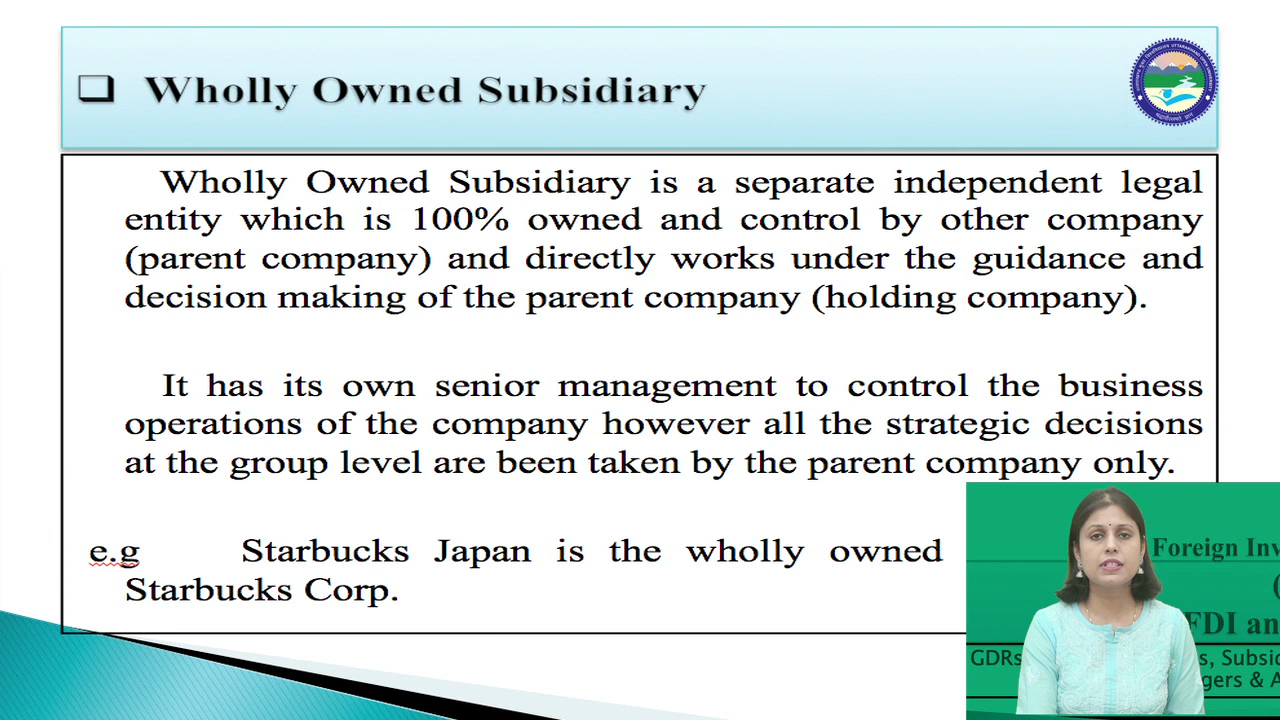 ❑ Wholly Owned Subsidiary
Wholly Owned Subsidiary is a separate independent legal
entity which is 100% owned and control by other company
(parent company) and directly works under the guidance and
decision making of the parent company (holding company).
It has its own senior management to control the business
operations of the company however all the strategic decisions
at the group level are been taken by the parent company only.
e.g Starbucks Japan is the wholly owned
Starbucks Corp.
Foreign Inv
FDI an
GDRs s, Subsid
gers & A